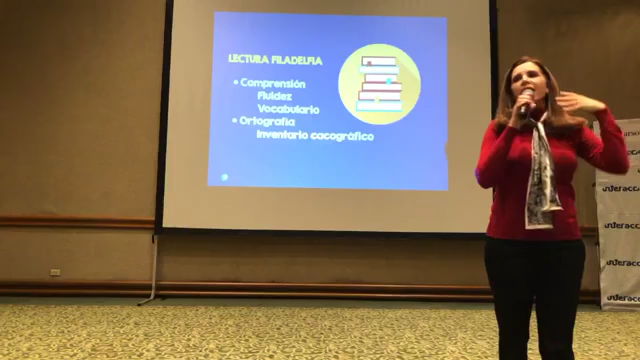 LECTURA FILADELFIA
• Comprensión
Fluidez
Vocabulario
• Ortografía
Inventario cacográfico